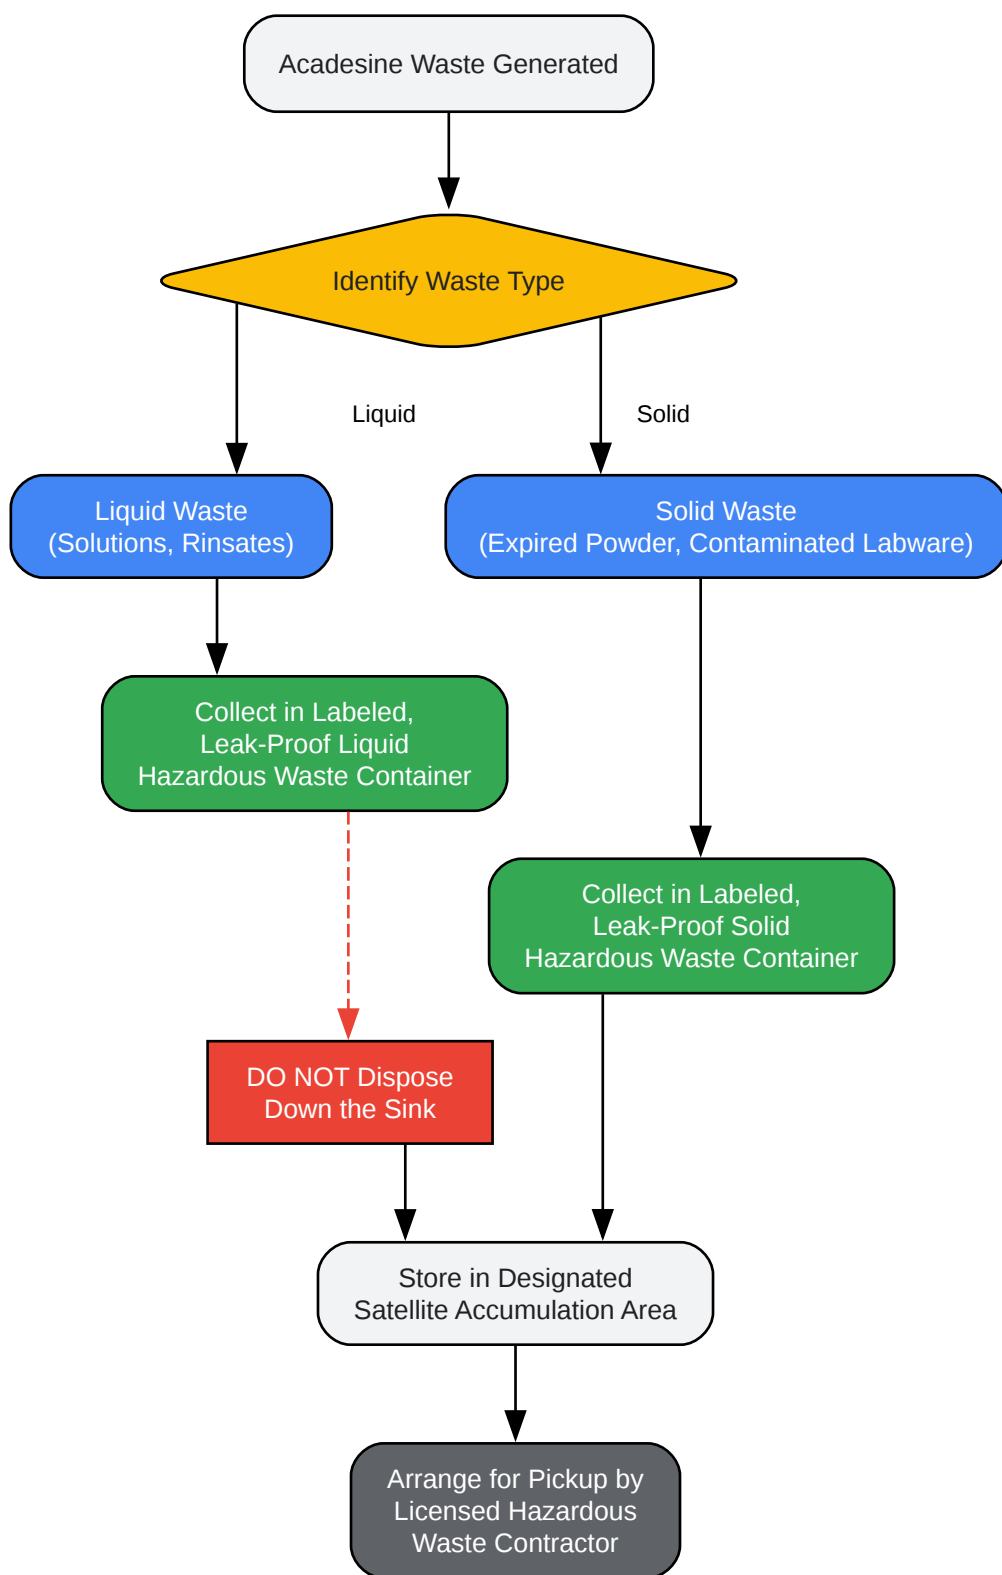 Acadesine Waste Generated
Identify Waste Type
Liquid
Solid
Liquid Waste
(Solutions, Rinsates)
Solid Waste
(Expired Powder, Contaminated Labware)
Collect in Labeled,
Leak-Proof Liquid
Hazardous Waste Container
Collect in Labeled,
Leak-Proof Solid
Hazardous Waste Container
DO NOT Dispose
Down the Sink
Store in Designated
Satellite Accumulation Area
Arrange for Pickup by
Licensed Hazardous
Waste Contractor